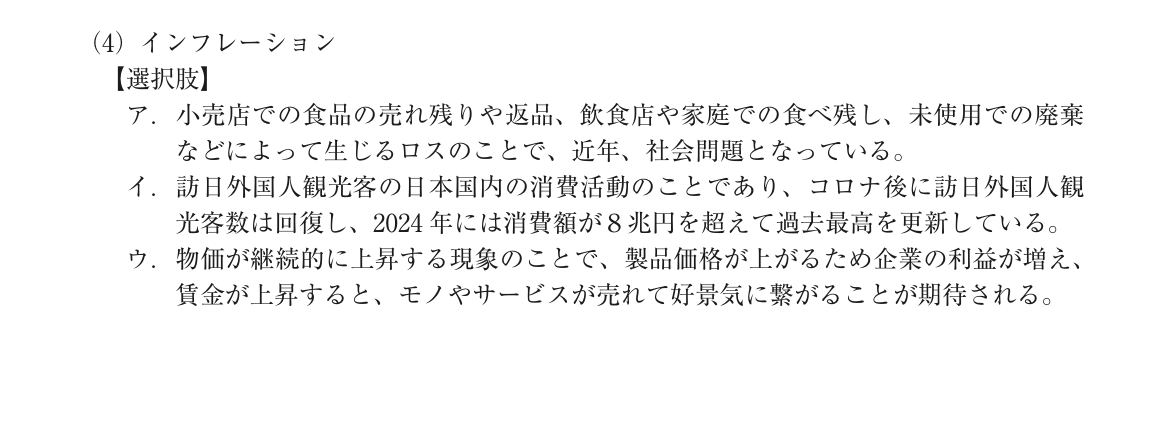 (4) インフレーション
【選択肢】
ア．小売店での食品の売れ残りや返品、飲食店や家庭での食べ残し、未使用での廃棄
などによって生じるロスのことで、近年、社会問題となっている。
イ．訪日外国人観光客の日本国内の消費活動のことであり、コロナ後に訪日外国人観
光客数は回復し、2024 年には消費額が８兆円を超えて過去最高を更新している。
ウ．物価が継続的に上昇する現象のことで、製品価格が上がるため企業の利益が増え、
賃金が上昇すると、モノやサービスが売れて好景気に繋がることが期待される。